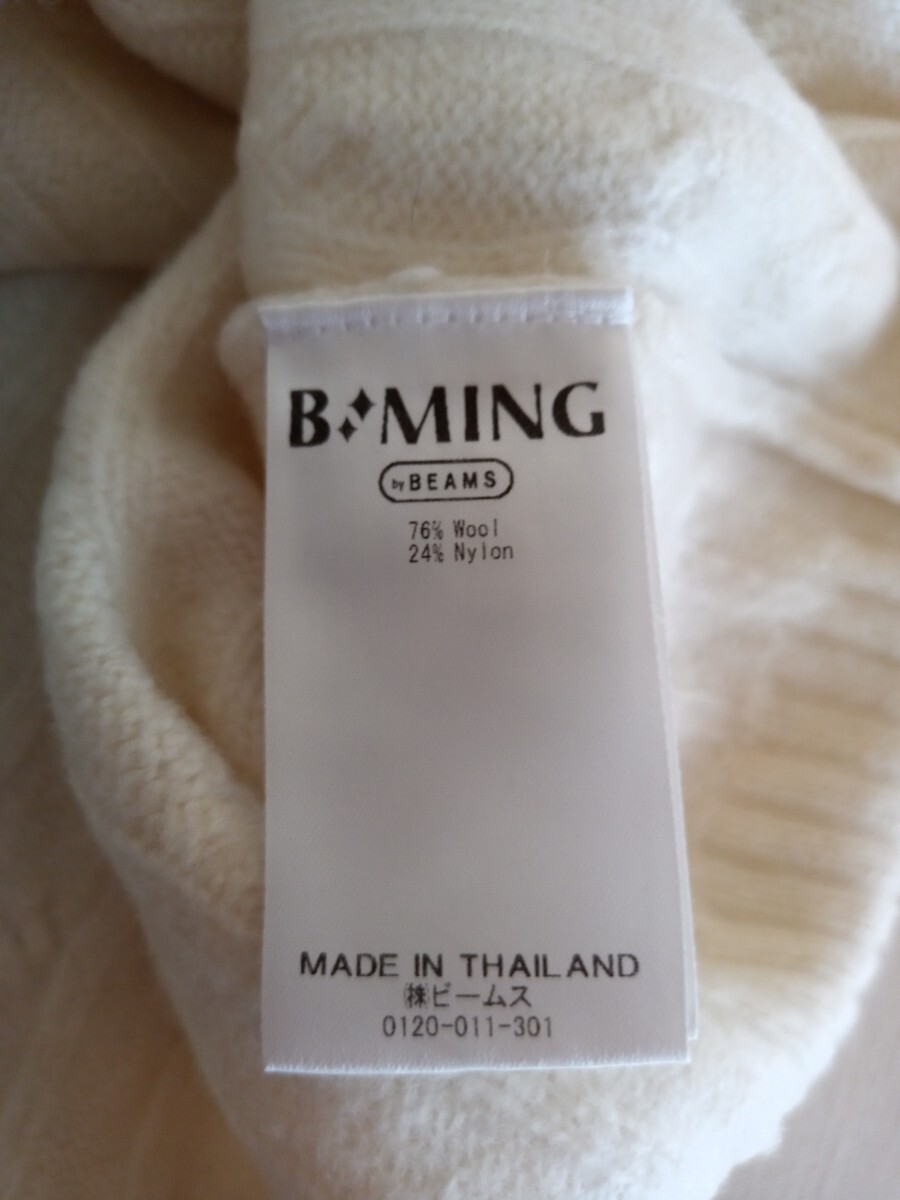 B MING
by BEAMS
76% Wool
24% Nylon
MADE IN THAILAND
㈱ビームス
0120-011-301